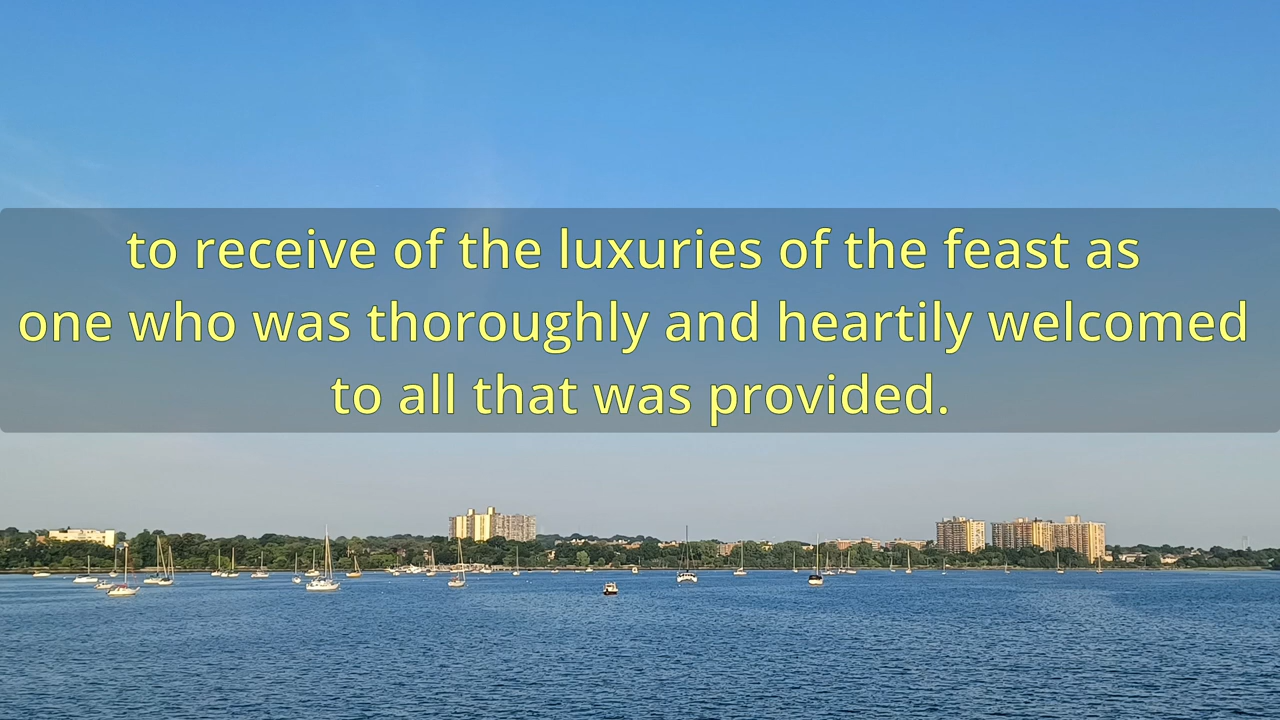 to receive of the luxuries of the feast as
one who was thoroughly and heartily welcomed
to all that was provided.